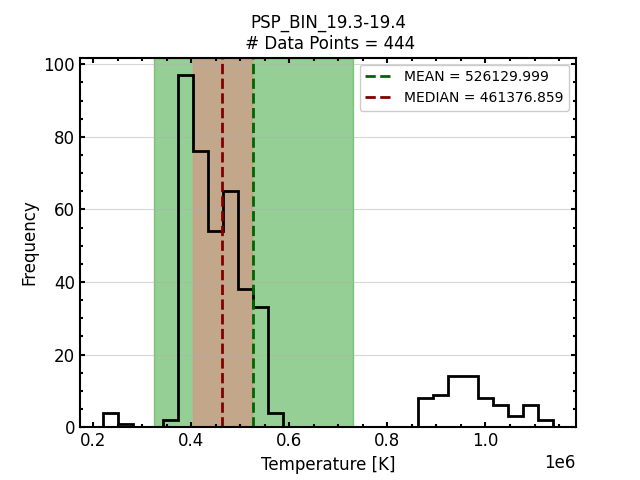 PSP_BIN_19.3-19.4
# Data Points = 444
MEAN = 526129.999
MEDIAN = 461376.859
Frequency
100
80
60
40
20
0
0.2 0.4 0.6 0.8 1.0
1e6
Temperature [K]